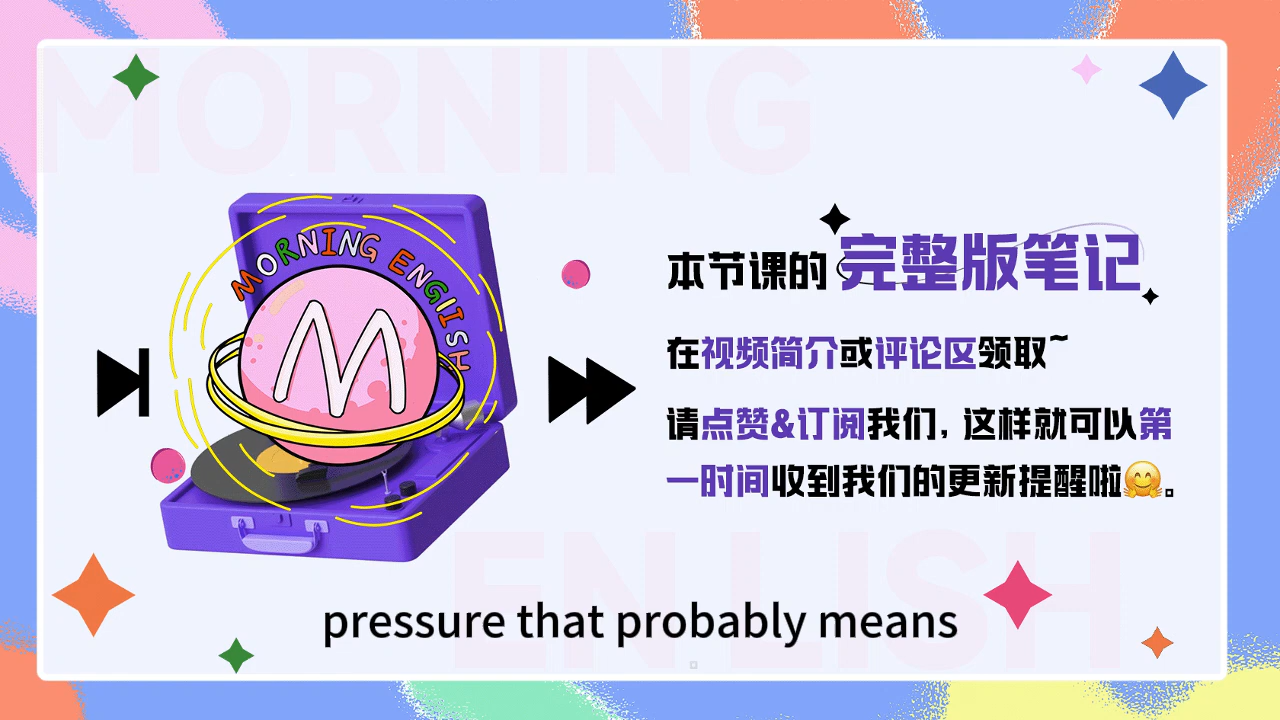 MORNING
MORNING ENGlISH
M
本节课的 完整版笔记
在视频简介或评论区领取~
请点赞&订阅我们, 这样就可以第
一时间收到我们的更新提醒啦🤗。
EN LISH
pressure that probably means